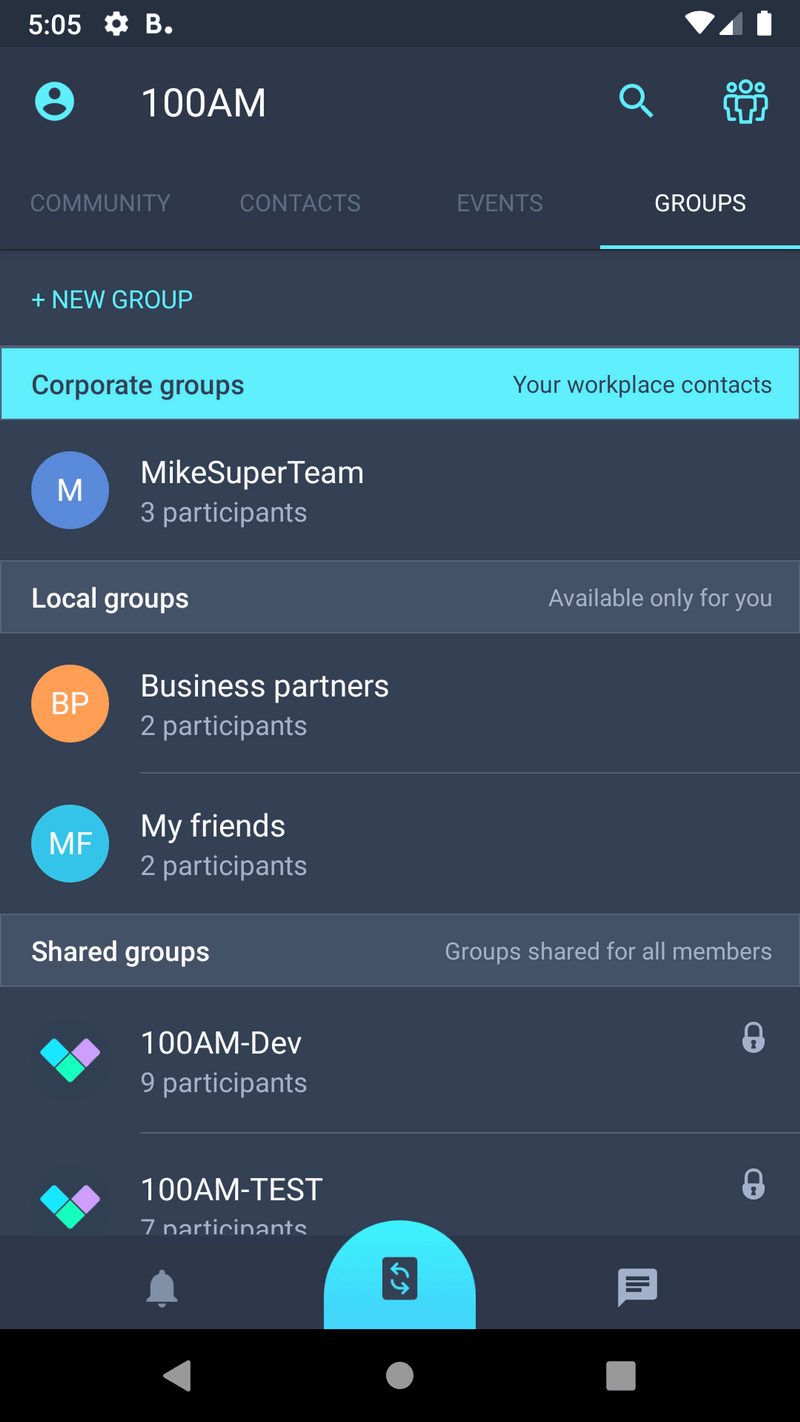 5:05 B.
100AM
COMMUNITY CONTACTS EVENTS GROUPS
+ NEW GROUP
Corporate groups Your workplace contacts
M MikeSuperTeam
3 participants
Local groups Available only for you
BP Business partners
2 participants
MF My friends
2 participants
Shared groups Groups shared for all members
100AM-Dev
9 participants
100AM-TEST
7 participants